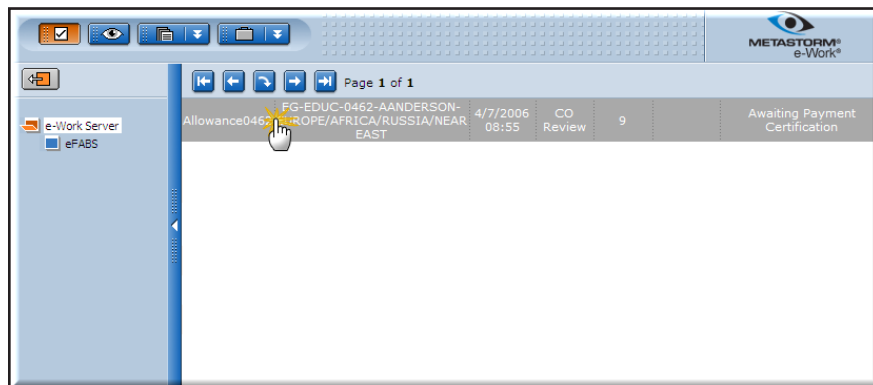 METASTORM®
e-Work®
Page 1 of 1
e-Work Server
eFABS
FG-EDUC-0462-AANDERSON-
Allowance0462 EUROPE/AFRICA/RUSSIA/NEAR
EAST
4/7/2006
08:55
CO
Review
9
Awaiting Payment
Certification